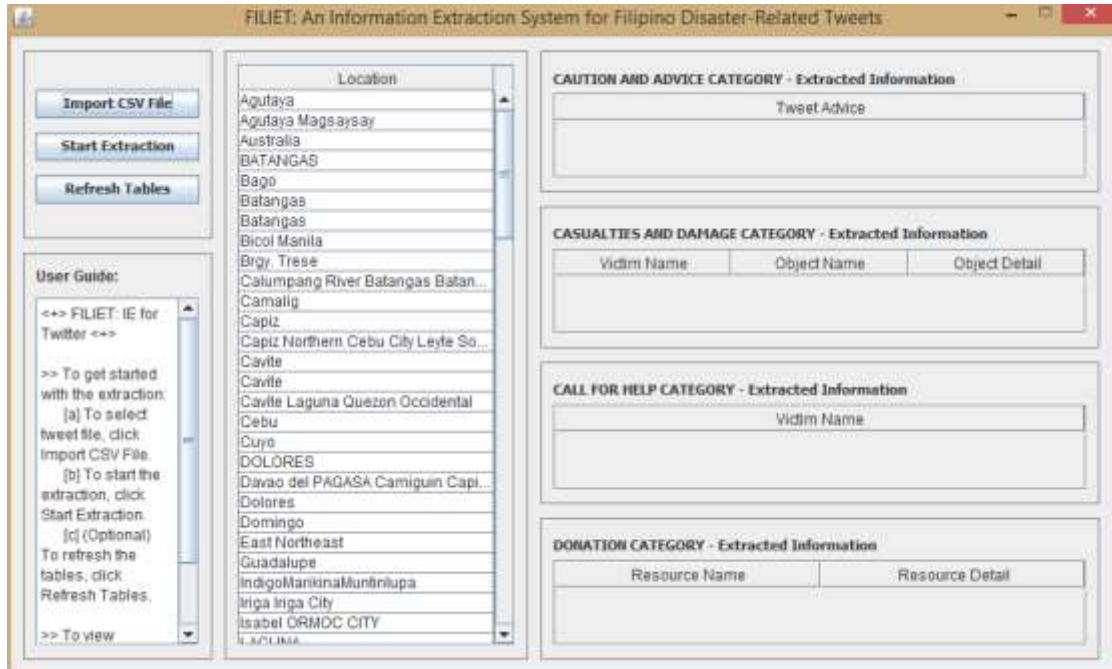 FILIET: An Information Extraction System for Filipino Disaster-Related Tweets
Import CSV File
Start Extraction
Refresh Tables
User Guide:
<+> FILIET: IE for
Twitter <+>
>> To get started
with the extraction:
[a] To select
tweet file, click
Import CSV File.
[b] To start the
extraction, click
Start Extraction.
[c] (Optional)
To refresh the
tables, click
Refresh Tables.
>> To view
Location
Agutaya
Agutaya Magsaysay
Australia
BATANGAS
Bago
Batangas
Batangas
Bicol Manila
Brgy. Trese
Calumpang River Batangas Batan...
Camalig
Capiz
Capiz Northern Cebu City Leyte So...
Cavite
Cavite
Cavite Laguna Quezon Occidental
Cebu
Cuyo
DOLORES
Davao del PAGASA Camiguin Capi...
Dolores
Domingo
East Northeast
Guadalupe
IndigoMarikinaMuntinlupa
Iriga Iriga City
Isabel ORMOC CITY
LAGUNA
CAUTION AND ADVICE CATEGORY - Extracted Information
Tweet Advice
CASUALTIES AND DAMAGE CATEGORY - Extracted Information
Victim Name Object Name Object Detail
CALL FOR HELP CATEGORY - Extracted Information
Victim Name
DONATION CATEGORY - Extracted Information
Resource Name Resource Detail